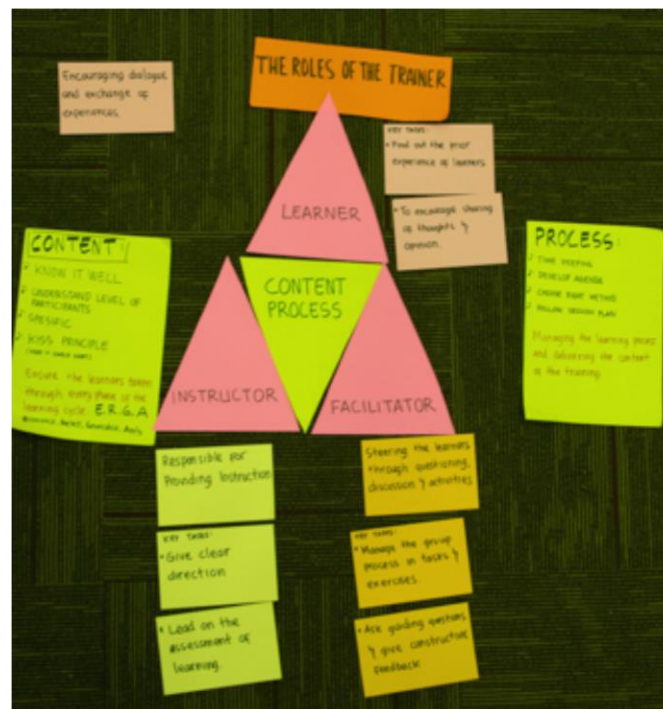 THE ROLES OF THE TRAINER
Encouraging dialogue
and exchange of
experiences.
KEY TASKS:
• Find out the prior
experience of learners
• To encourage sharing
of thoughts &
opinion.
LEARNER
CONTENT
PROCESS
INSTRUCTOR
FACILITATOR
CONTENT:
KNOW IT WELL
UNDERSTAND LEVEL OF
PARTICIPANTS
SPESIFIC
KISS PRINCIPLE
Ensure the learners
through every phase of the
learning cycle. E.R.G.A
PROCESS:
TIME KEEPING
DEVELOP AGENDA
CHOOSE RIGHT METHOD
FOLLOW SESSION PLAN
Managing the learning process
and delivering the content
of the training.
Responsible for
Providing Instruction
KEY TASKS:
• Give clear
direction
• Lead on the
assessment of
learning.
Steering the learners
through questioning,
discussion & activities
KEY TASKS:
• Manage the group
process in tasks &
exercises.
• Ask guiding questions
& give constructive
feedback